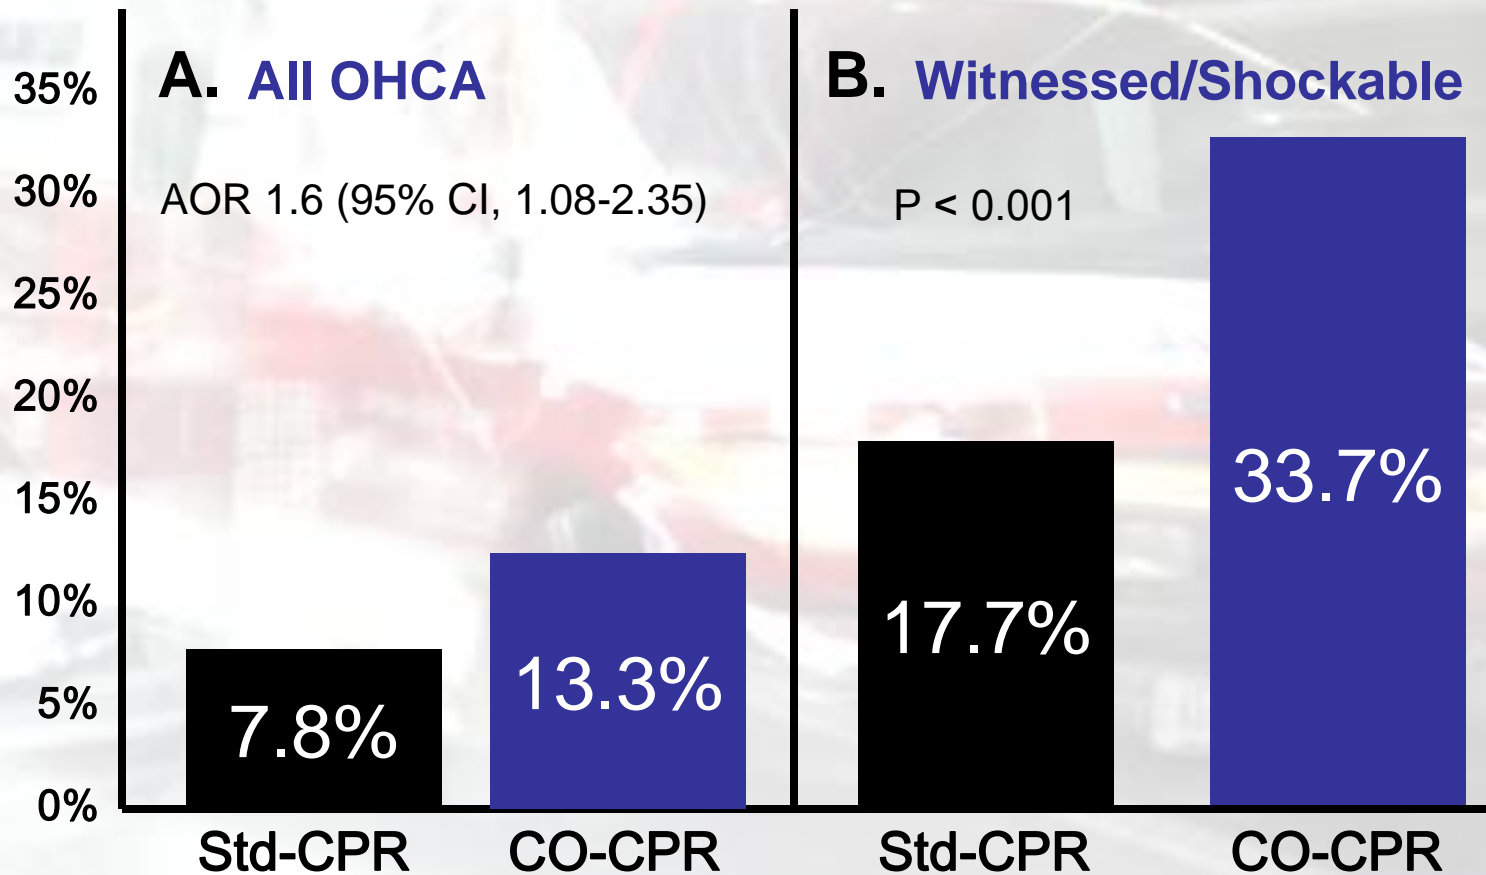 A. All OHCA
B. Witnessed/Shockable
35%
30%
25%
20%
15%
10%
5%
0%
AOR 1.6 (95% CI, 1.08-2.35)
P < 0.001
7.8%
13.3%
17.7%
33.7%
Std-CPR
CO-CPR
Std-CPR
CO-CPR